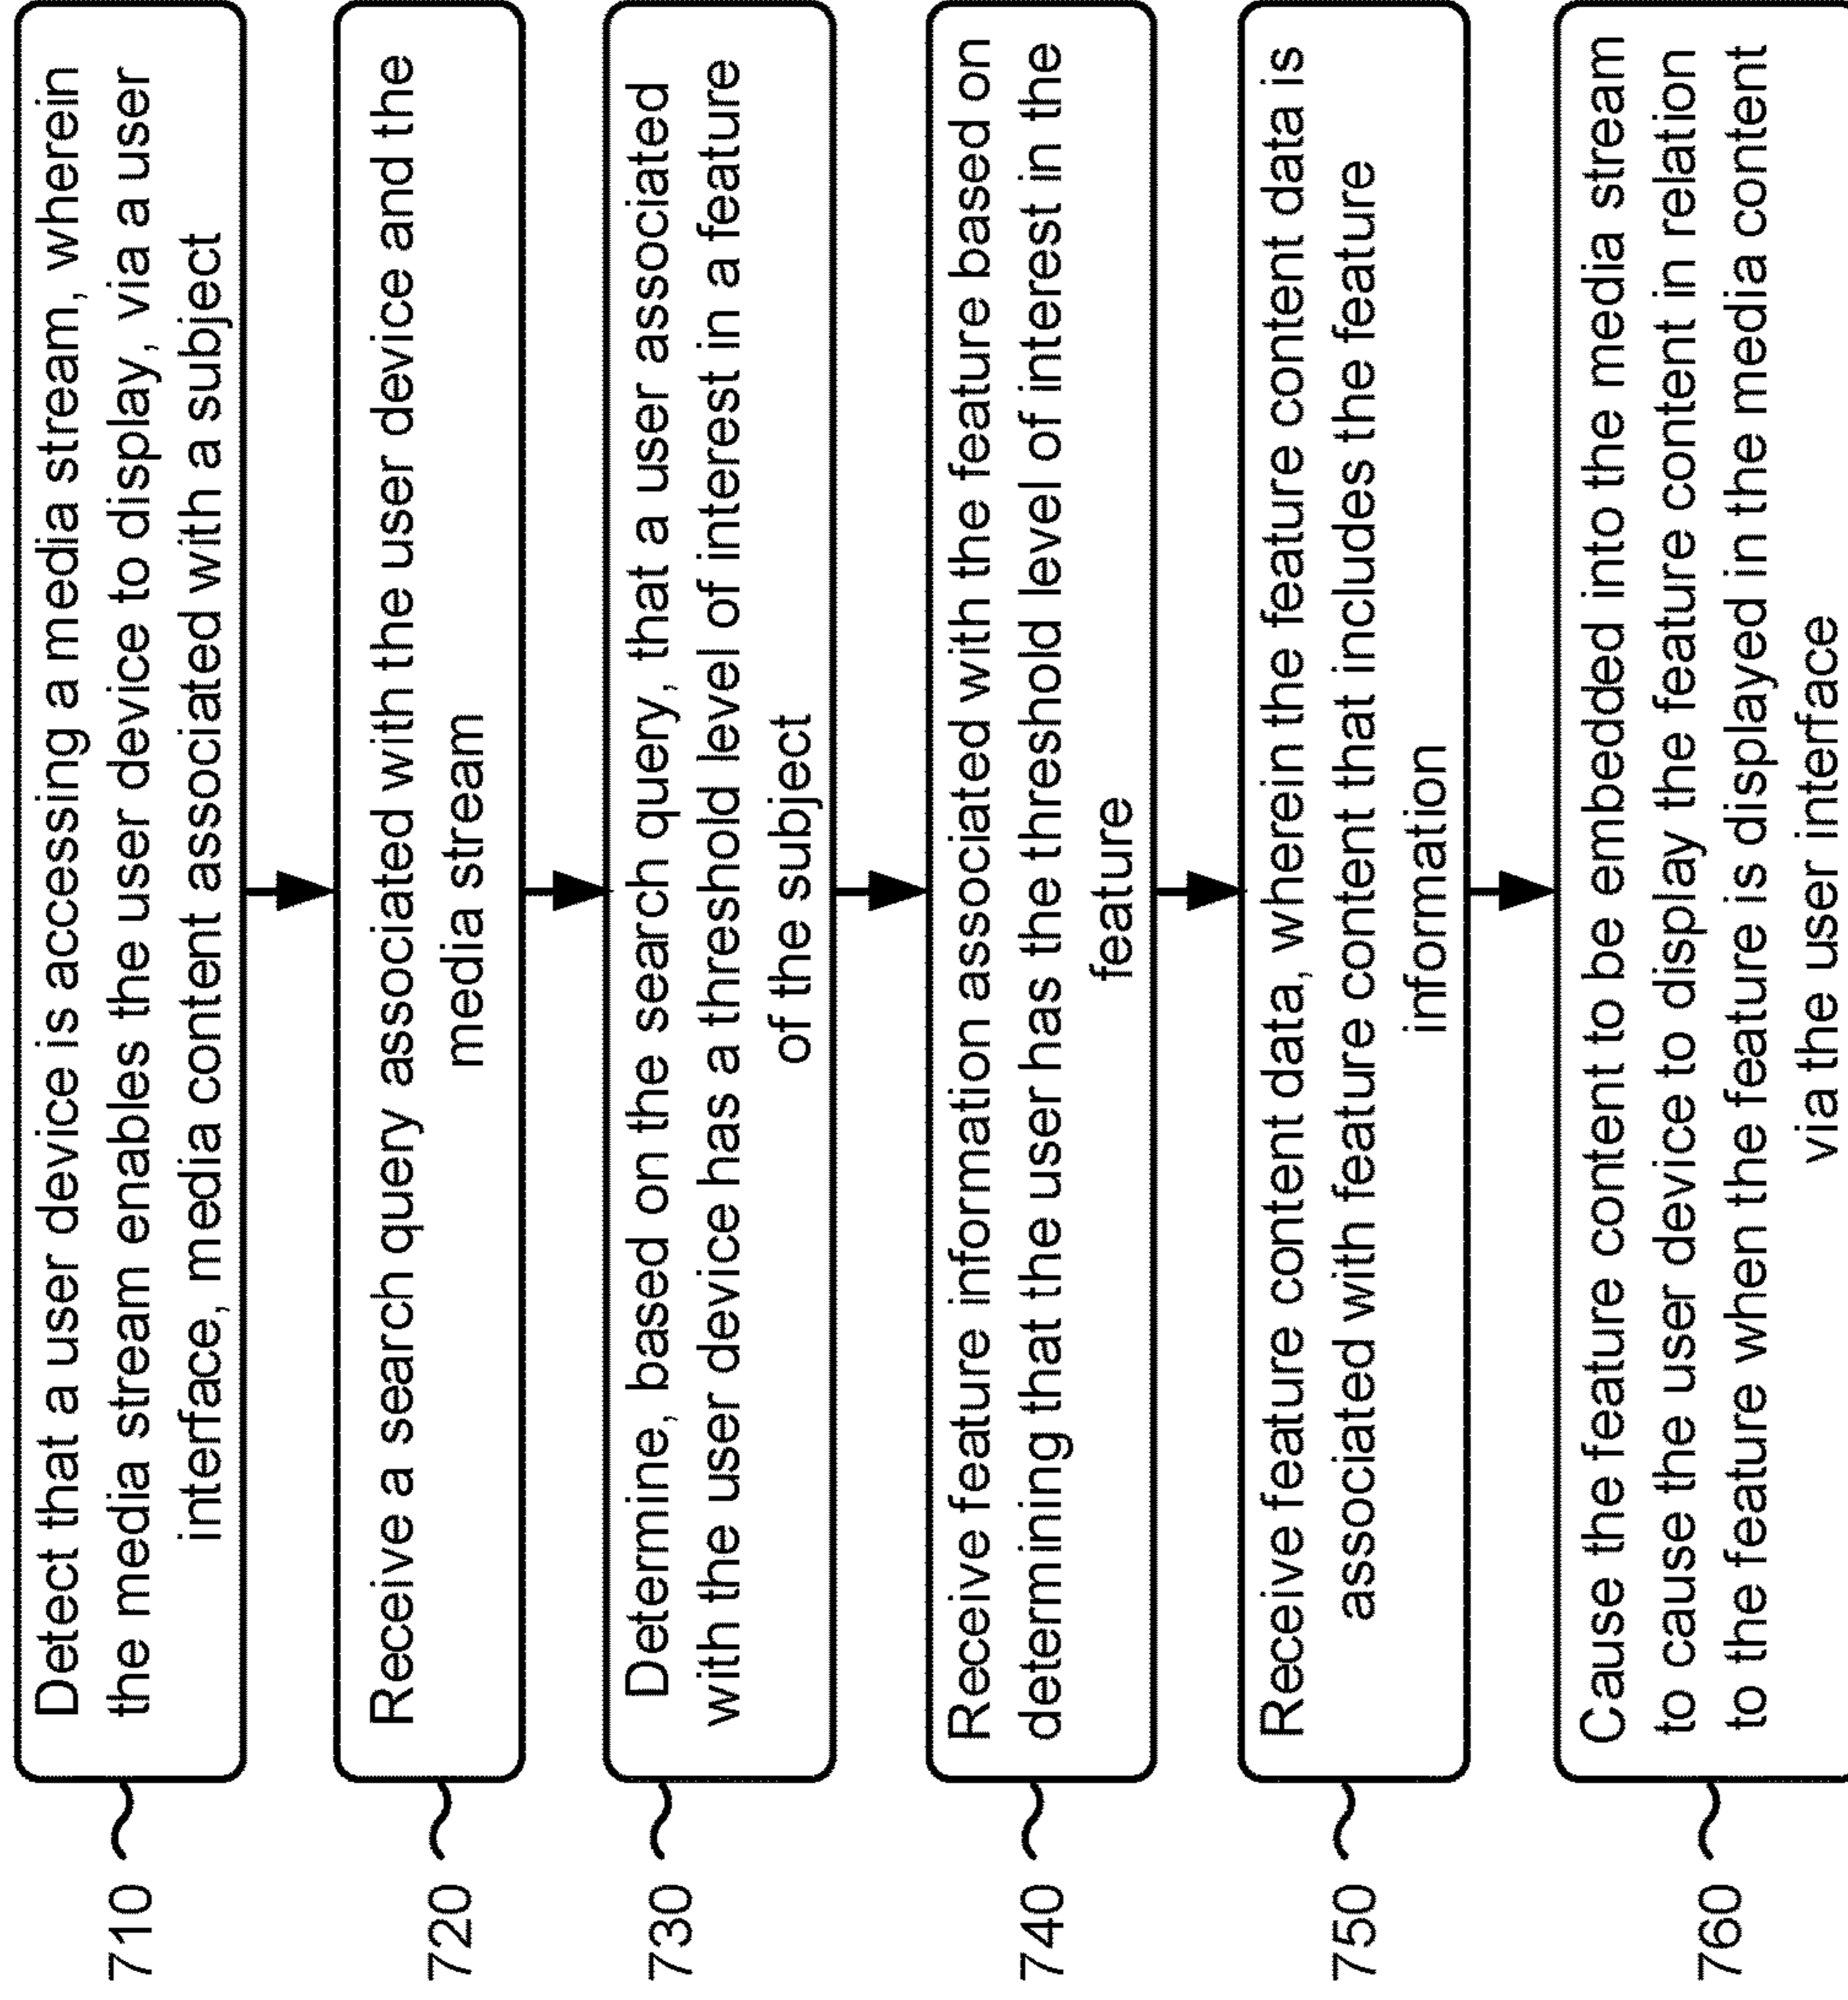 710
Detect that a user device is accessing a media stream, wherein
the media stream enables the user device to display, via a user
interface, media content associated with a subject
720
Receive a search query associated with the user device and the
media stream
730
Determine, based on the search query, that a user associated
with the user device has a threshold level of interest in a feature
of the subject
740
Receive feature information associated with the feature based on
determining that the user has the threshold level of interest in the
feature
750
Receive feature content data, wherein the feature content data is
associated with feature content that includes the feature
information
760
Cause the feature content to be embedded into the media stream
to cause the user device to display the feature content in relation
to the feature when the feature is displayed in the media content
via the user interface